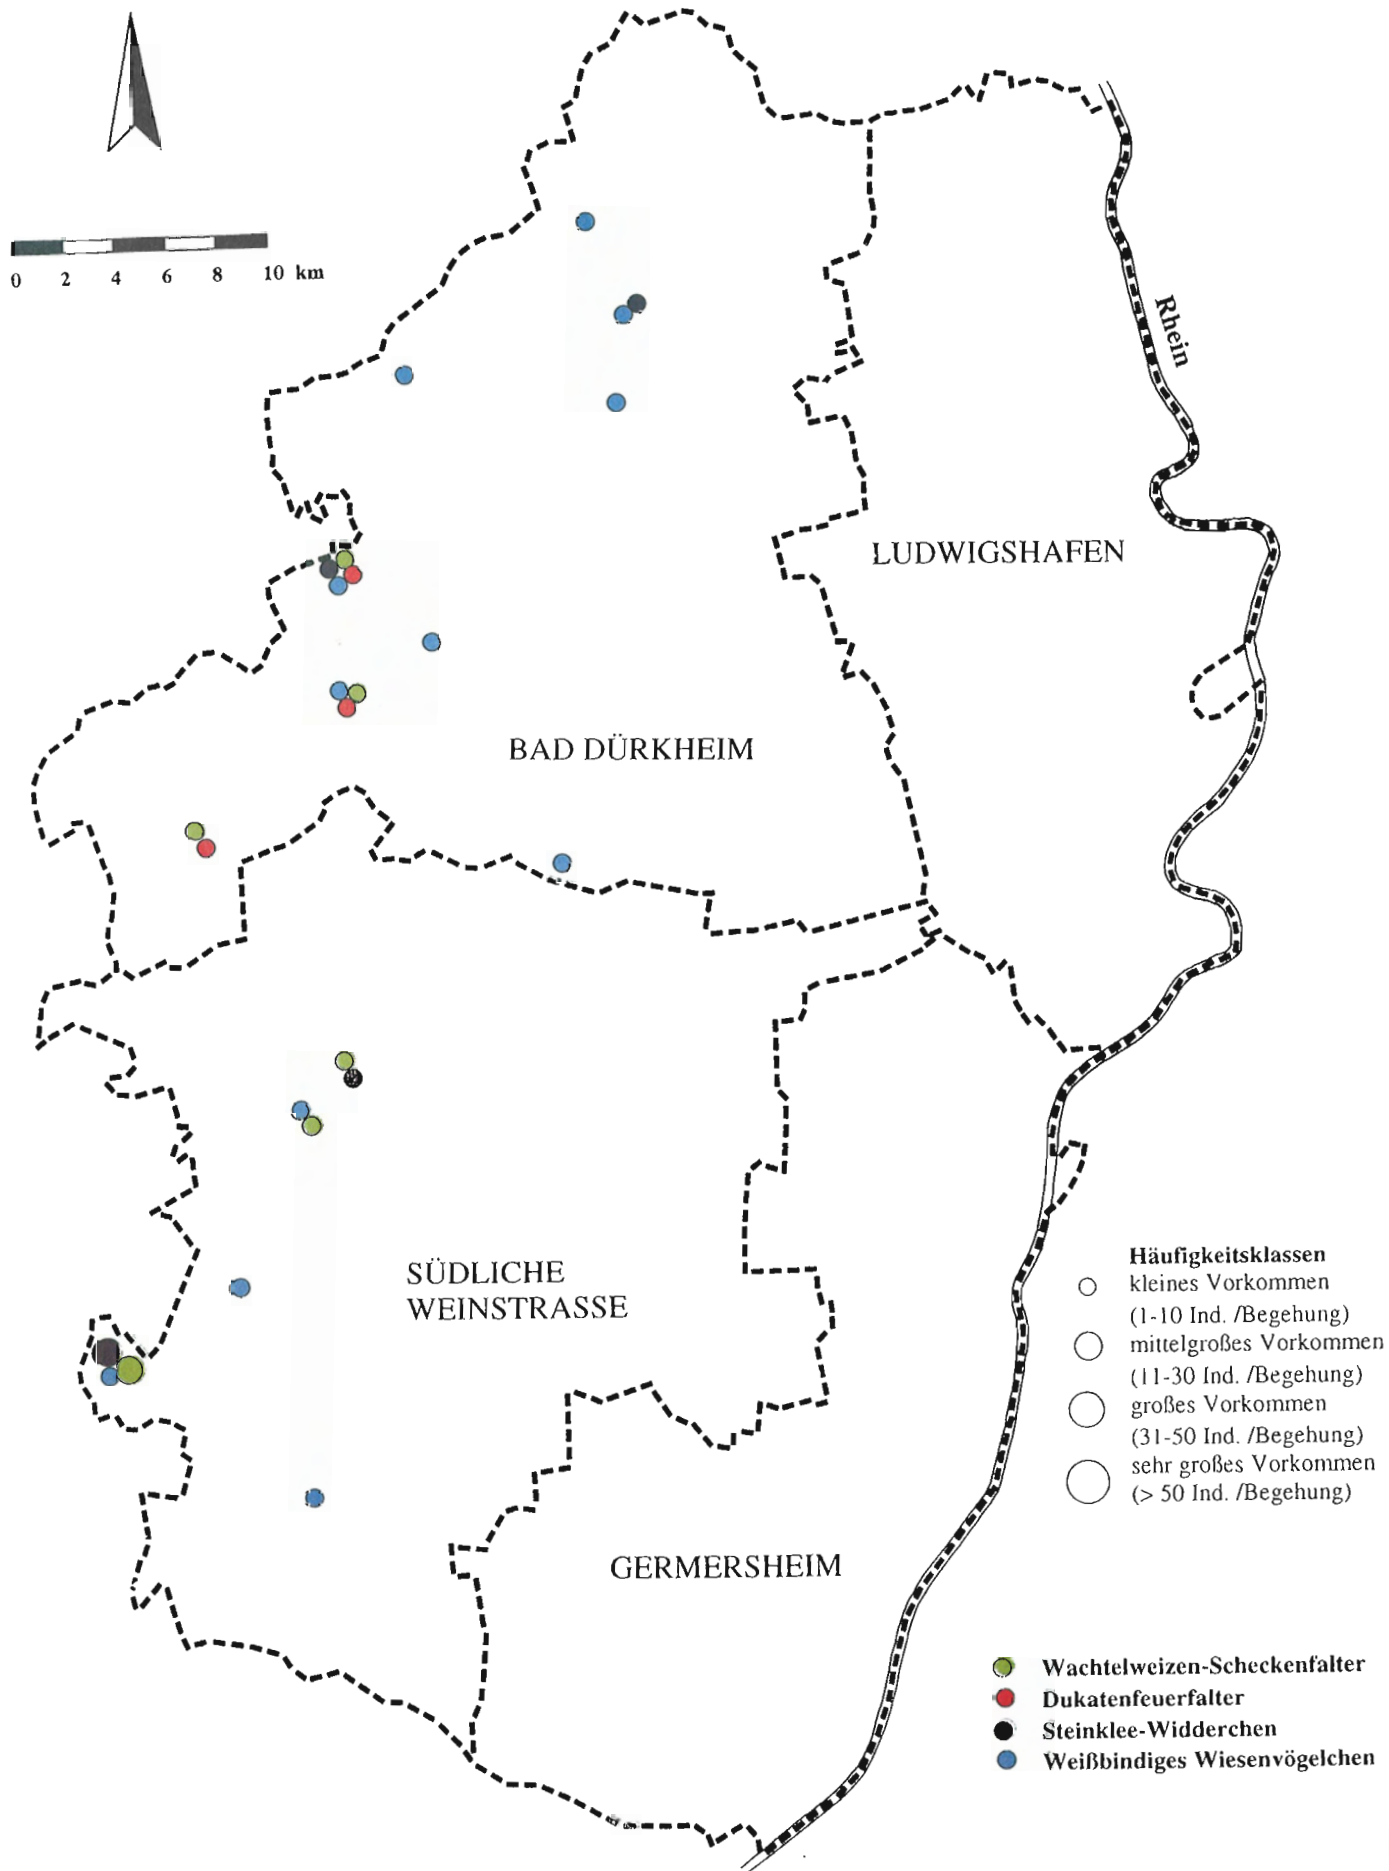 0 2 4 6 8 10 km
Rhein
LUDWIGSHAFEN
BAD DÜRKHEIM
SÜDLICHE
WEINSTRASSE
Häufigkeitsklassen
kleines Vorkommen
(1-10 Ind. /Begehung)
mittelgroßes Vorkommen
(11-30 Ind. /Begehung)
großes Vorkommen
(31-50 Ind. /Begehung)
sehr großes Vorkommen
(> 50 Ind. /Begehung)
GERMERSHEIM
Wachtelweizen-Scheckenfalter
Dukatenfeuerfalter
Steinklee-Widderchen
Weißbindiges Wiesenvögelchen